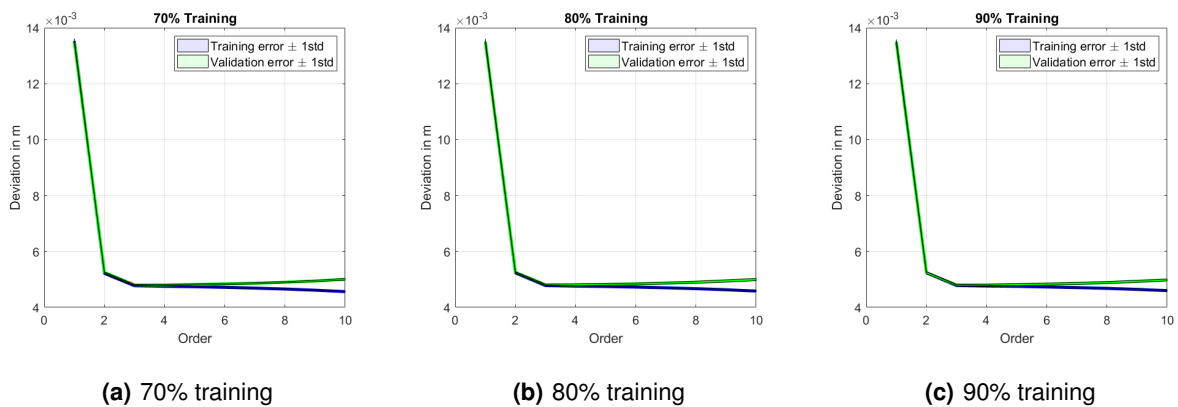 70% Training
×10⁻³
14
12
10
8
6
4
Deviation in m
0 2 4 6 8 10
Order
Training error ± 1std
Validation error ± 1std
(a) 70% training
80% Training
×10⁻³
14
12
10
8
6
4
Deviation in m
0 2 4 6 8 10
Order
Training error ± 1std
Validation error ± 1std
(b) 80% training
90% Training
×10⁻³
14
12
10
8
6
4
Deviation in m
0 2 4 6 8 10
Order
Training error ± 1std
Validation error ± 1std
(c) 90% training